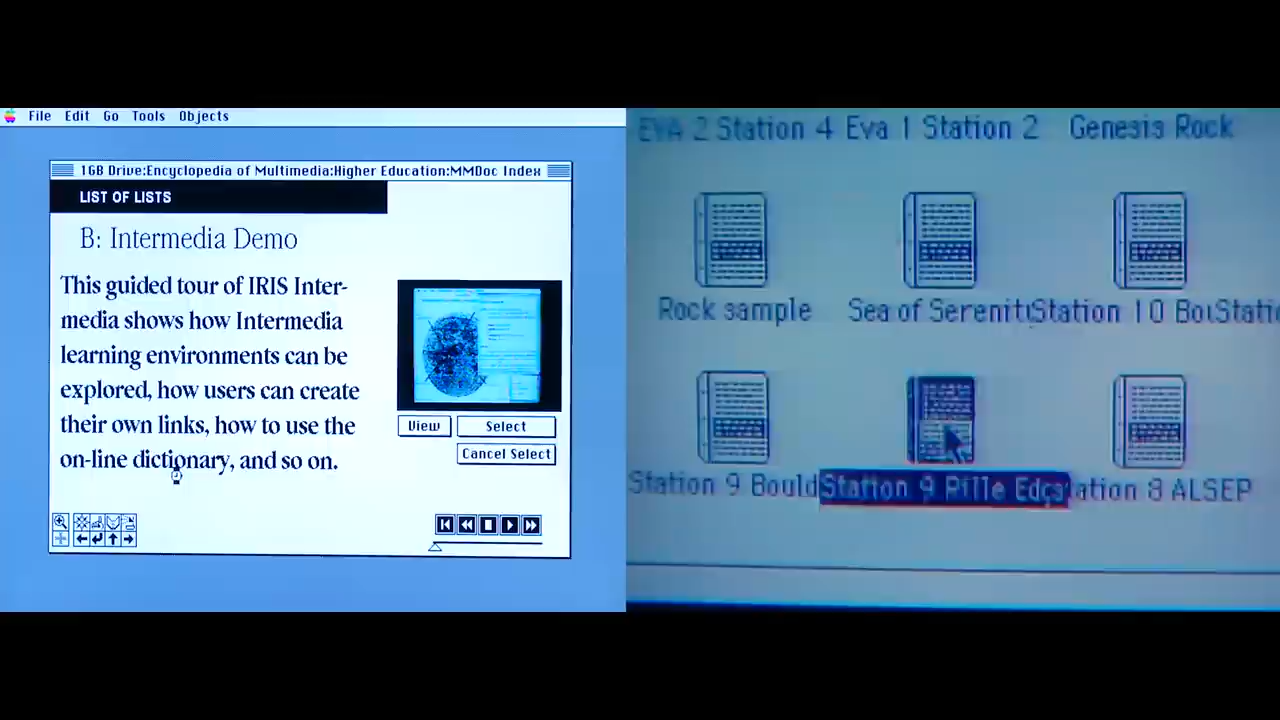 File Edit Go Tools Objects
1GB Drive:Encyclopedia of Multimedia:Higher Education:MMDoc Index
LIST OF LISTS
B: Intermedia Demo
This guided tour of IRIS Inter-
media shows how Intermedia
learning environments can be
explored, how users can create
their own links, how to use the
on-line dictionary, and so on.
View
Select
Cancel Select
EVA 2 Station 4 Eva 1 Station 2 Genesis Rock
Rock sample Sea of Serenit Station 10 Bou Stati
Station 9 Bould Station 9 Rille Edge ation 8 ALSEP